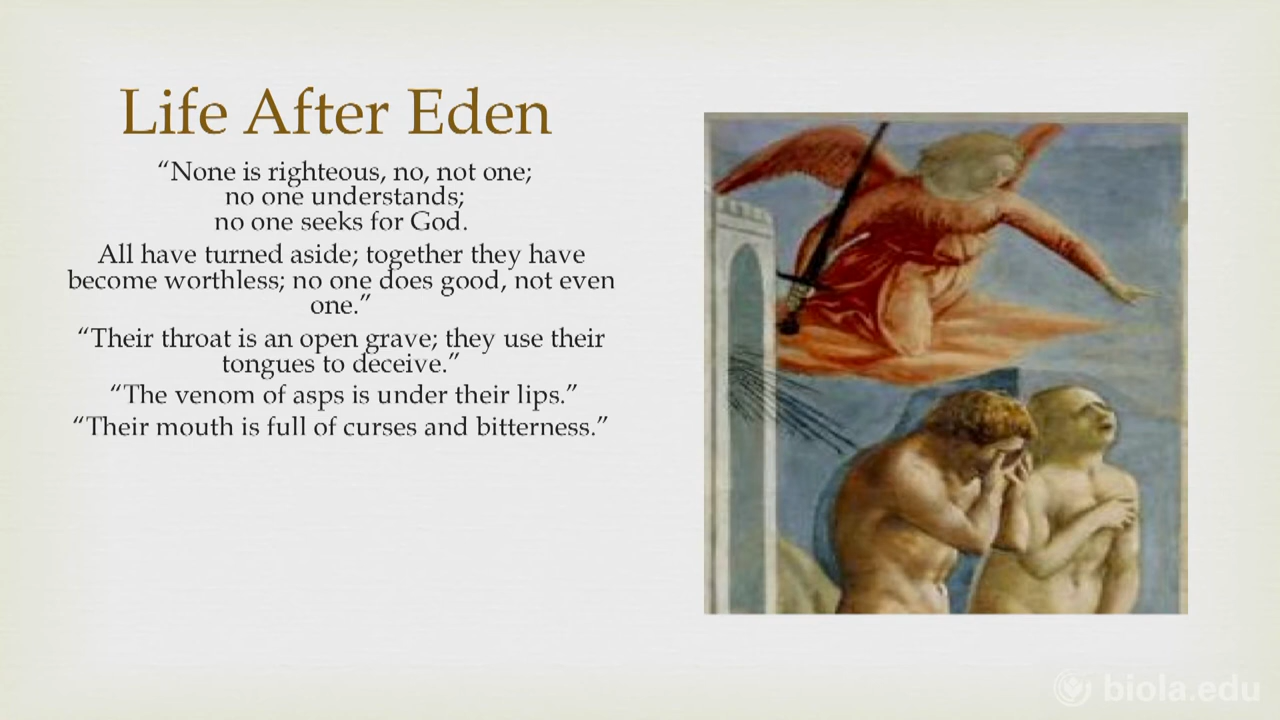 Life After Eden
“None is righteous, no, not one;
no one understands;
no one seeks for God.
All have turned aside; together they have
become worthless; no one does good, not even
one.”
“Their throat is an open grave; they use their
tongues to deceive.”
“The venom of asps is under their lips.”
“Their mouth is full of curses and bitterness.”
biola.edu